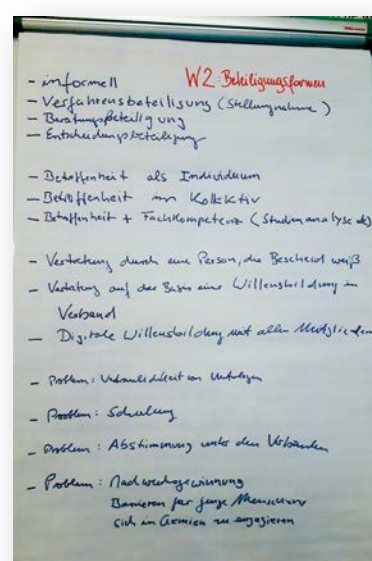 W2: Beteiligungsformen
- informell
- Verfahrensbeteiligung (Stellungnahme)
- Beratungsbeteiligung
- Entscheidungsbeteiligung
- Betroffenheit als Individuum
- Betroffenheit im Kollektiv
- Betroffenheit + Fachkompetenz (Studienanalyse etc)
- Vertretung durch eine Person, die Bescheid weiß
- Vertretung auf der Basis einer Willensbildung im
Verband
- Digitale Willensbildung mit allen Mitgliedern
- Problem: Vertraulichkeit von Unterlagen
- Problem: Schulung
- Problem: Abstimmung unter den Verbänden
- Problem: Nachwuchsgewinnung
Barrieren für junge Menschen
sich in Gremien zu engagieren